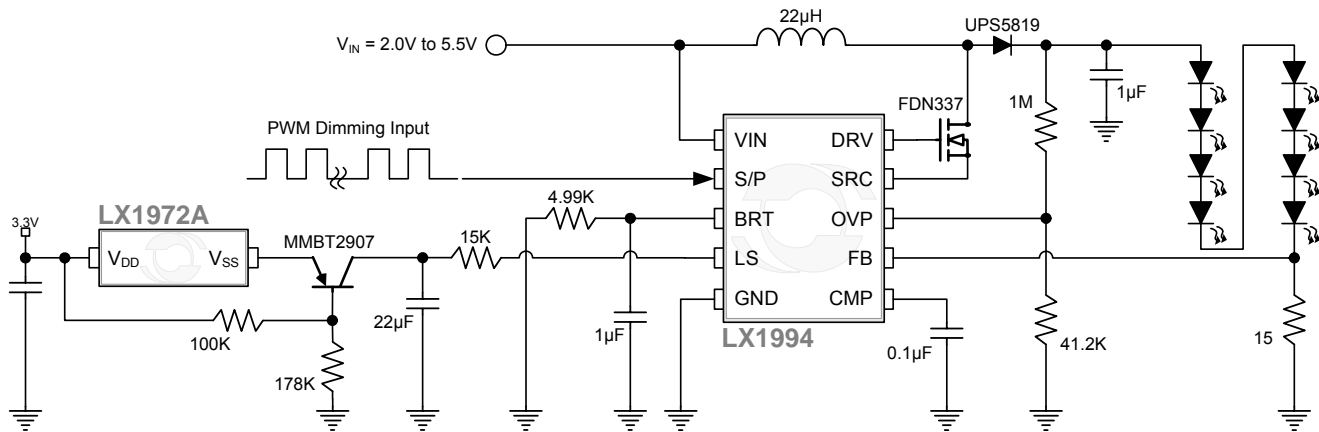 22µH
UPS5819
V_IN = 2.0V to 5.5V
1µF
FDN337
1M
PWM Dimming Input
VIN
DRV
S/P
SRC
4.99K
BRT
OVP
3.3V
LX1972A
V_DD
V_SS
MMBT2907
15K
LS
FB
GND
CMP
22µF
1µF
LX1994
100K
0.1µF
41.2K
15
178K